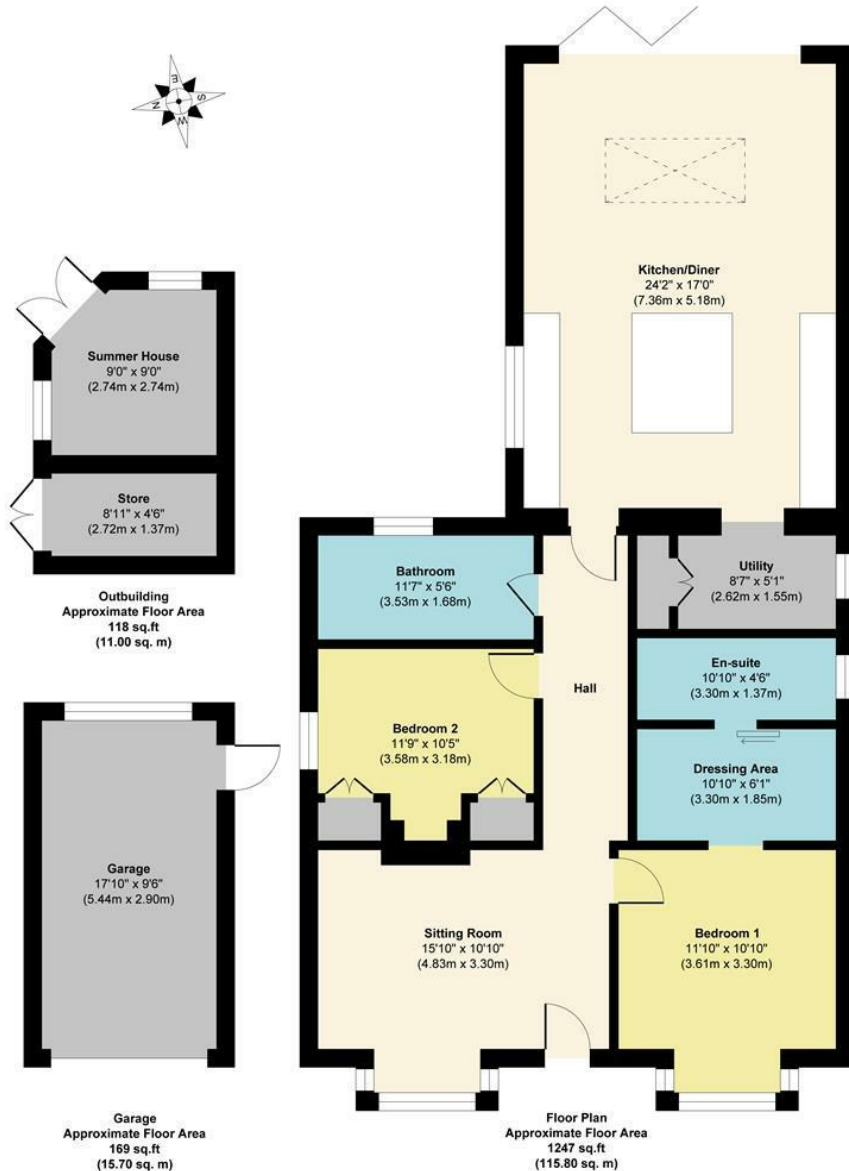 E
S
N
W
Kitchen/Diner
24'2" x 17'0"
(7.36m x 5.18m)
Summer House
9'0" x 9'0"
(2.74m x 2.74m)
Store
8'11" x 4'6"
(2.72m x 1.37m)
Outbuilding
Approximate Floor Area
118 sq.ft
(11.00 sq. m)
Bathroom
11'7" x 5'6"
(3.53m x 1.68m)
Utility
8'7" x 5'1"
(2.62m x 1.55m)
En-suite
10'10" x 4'6"
(3.30m x 1.37m)
Hall
Bedroom 2
11'9" x 10'5"
(3.58m x 3.18m)
Dressing Area
10'10" x 6'1"
(3.30m x 1.85m)
Garage
17'10" x 9'6"
(5.44m x 2.90m)
Sitting Room
15'10" x 10'10"
(4.83m x 3.30m)
Bedroom 1
11'10" x 10'10"
(3.61m x 3.30m)
Garage
Approximate Floor Area
169 sq.ft
(15.70 sq. m)
Floor Plan
Approximate Floor Area
1247 sq.ft
(115.80 sq. m)